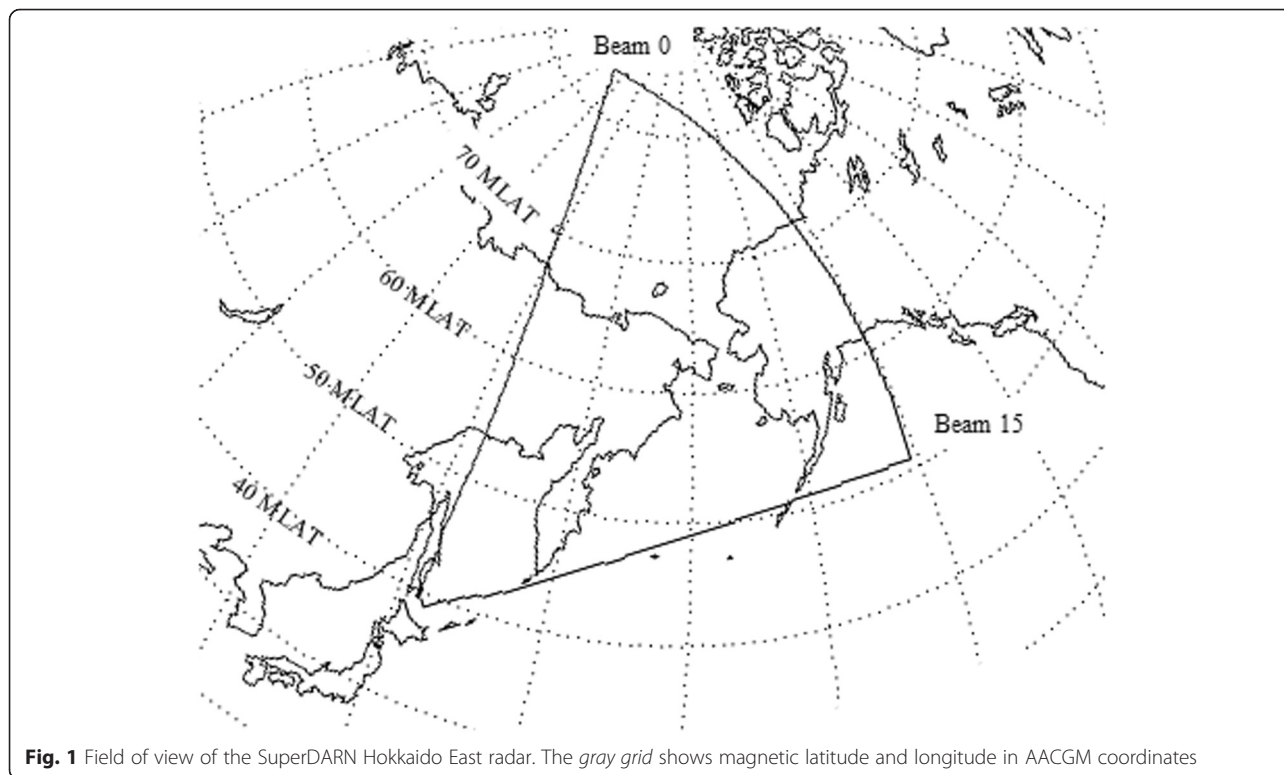 Beam 0
70 MLAT
60 MLAT
50 MLAT
Beam 15
40 MLAT
Fig. 1 Field of view of the SuperDARN Hokkaido East radar. The gray grid shows magnetic latitude and longitude in AACGM coordinates